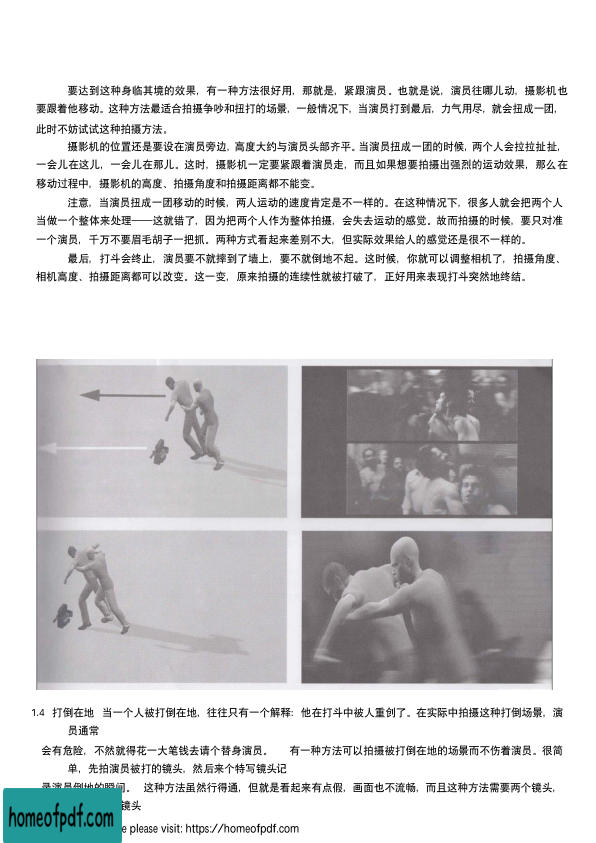 要达到这种身临其境的效果，有一种方法很好用，那就是，紧跟演员。也就是说，演员往哪儿动，摄影机也
要跟着他移动。这种方法最适合拍摄争吵和扭打的场景，一般情况下，当演员打到最后，力气用尽，就会扭成一团，
此时不妨试试这种拍摄方法。
摄影机的位置还是要设在演员旁边，高度大约与演员头部齐平。当演员扭成一团的时候，两个人会拉拉扯扯，
一会儿在这儿，一会儿在那儿。这时，摄影机一定要紧跟着演员走，而且如果想要拍摄出强烈的运动效果，那么在
移动过程中，摄影机的高度、拍摄角度和拍摄距离都不能变。
注意，当演员扭成一团移动的时候，两人运动的速度肯定是不一样的。在这种情况下，很多人就会把两个人
当做一个整体来处理——这就错了，因为把两个人作为整体拍摄，会失去运动的感觉。故而拍摄的时候，要只对准
一个演员，千万不要眉毛胡子一把抓。两种方式看起来差别不大，但实际效果给人的感觉还是很不一样的。
最后，打斗会终止，演员要不就摔到了墙上，要不就倒地不起。这时候，你就可以调整相机了，拍摄角度、
相机高度、拍摄距离都可以改变。这一变，原来拍摄的连续性就被打破了，正好用来表现打斗突然地终结。
1.4 打倒在地 当一个人被打倒在地，往往只有一个解释：他在打斗中被人重创了。在实际中拍摄这种打倒场景，演
员通常
会有危险，不然就得花一大笔钱去请个替身演员。 有一种方法可以拍摄被打倒在地的场景而不伤着演员。很简
单，先拍演员被打的镜头，然后来个特写镜头记
录演员倒地的瞬间。 这种方法虽然行得通，但就是看起来有点假，画面也不流畅，而且这种方法需要两个镜头，
镜头
homeofpdf.com
e please visit: https://homeofpdf.com